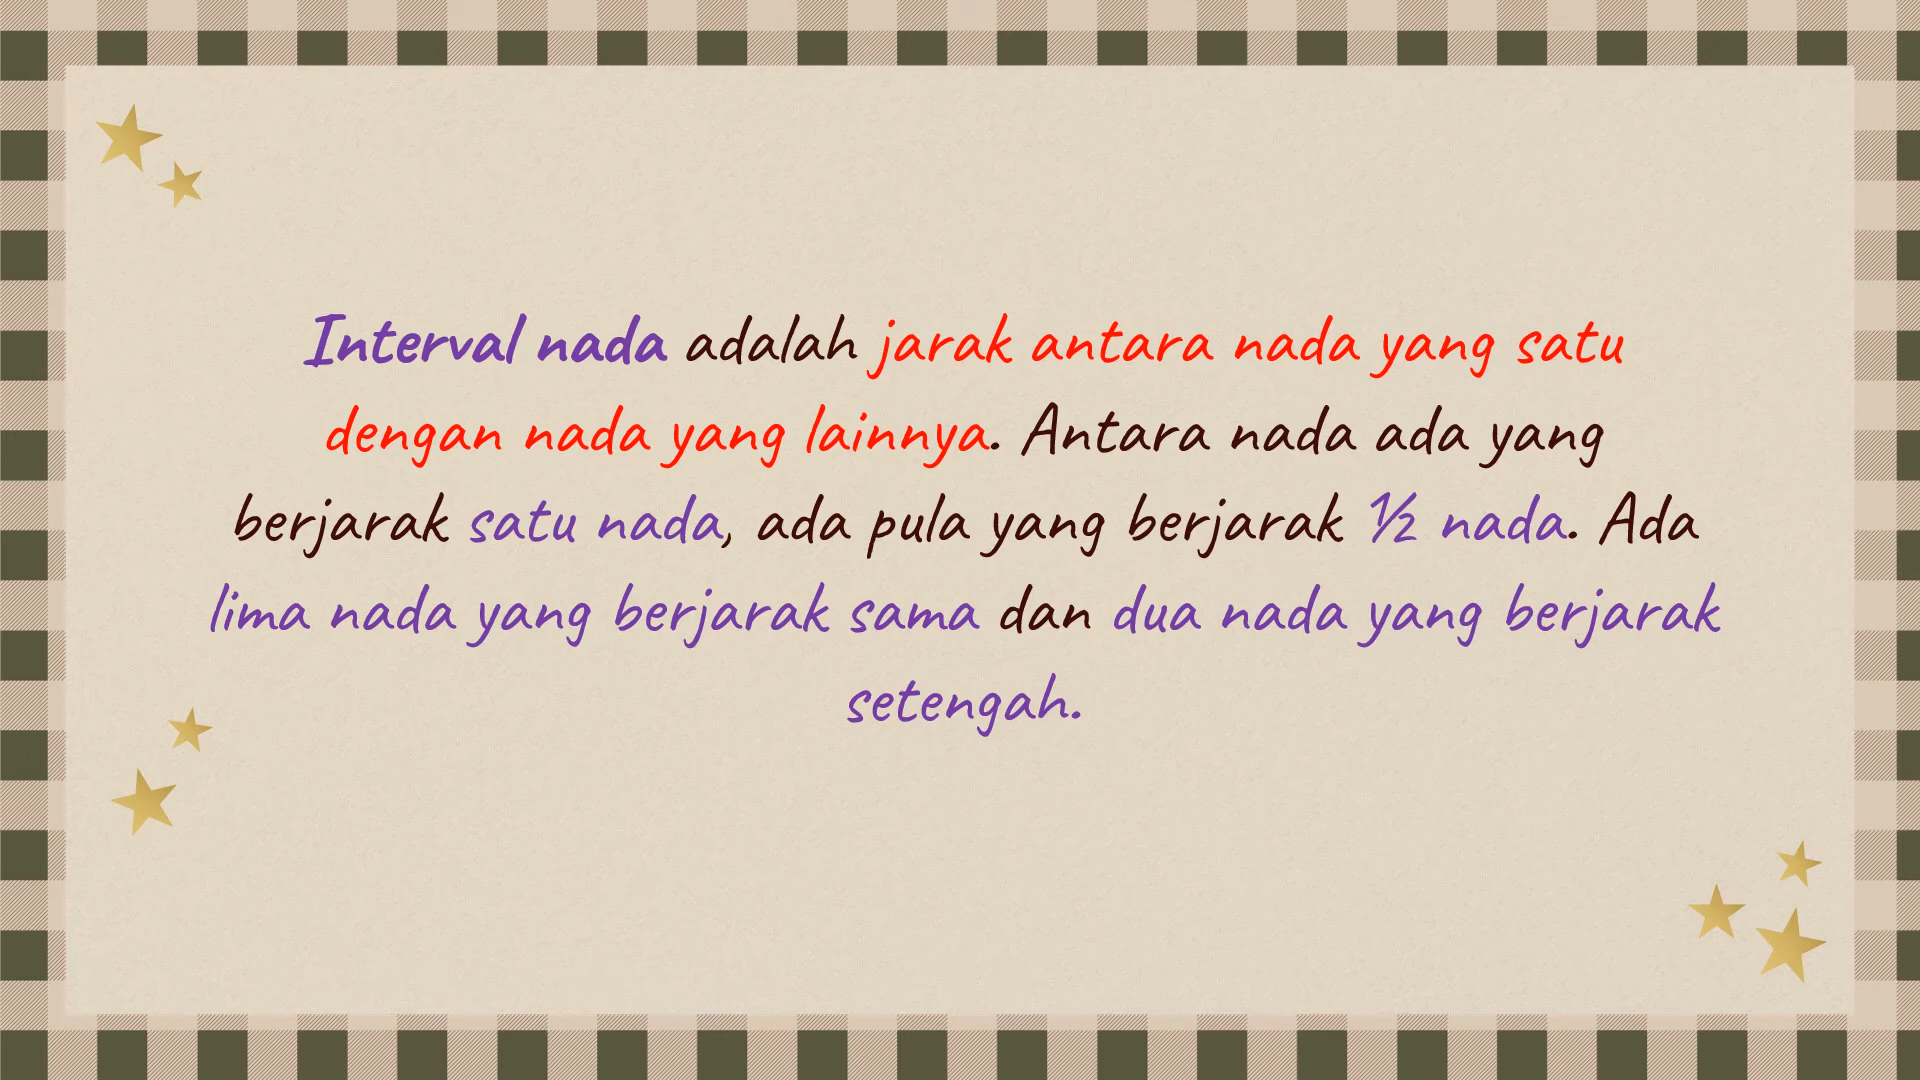 Interval nada adalah jarak antara nada yang satu
dengan nada yang lainnya. Antara nada ada yang
berjarak satu nada, ada pula yang berjarak ½ nada. Ada
lima nada yang berjarak sama dan dua nada yang berjarak
setengah.